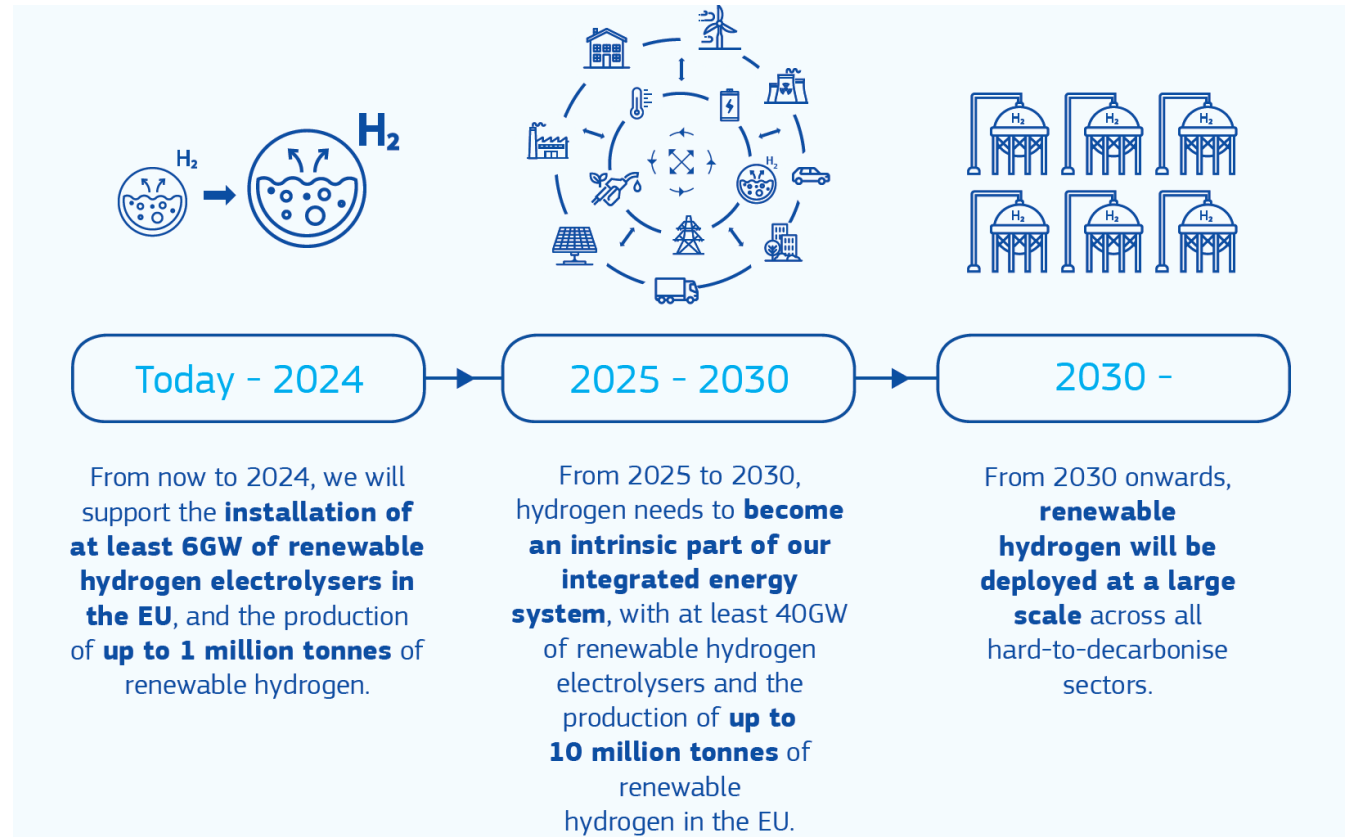 H₂
H₂
H₂
H₂
H₂
H₂
H₂
H₂
H₂
Today - 2024
2025 - 2030
2030 -
From now to 2024, we will
support the installation of
at least 6GW of renewable
hydrogen electrolysers in
the EU, and the production
of up to 1 million tonnes of
renewable hydrogen.
From 2025 to 2030,
hydrogen needs to become
an intrinsic part of our
integrated energy
system, with at least 40GW
of renewable hydrogen
electrolysers and the
production of up to
10 million tonnes of
renewable
hydrogen in the EU.
From 2030 onwards,
renewable
hydrogen will be
deployed at a large
scale across all
hard-to-decarbonise
sectors.